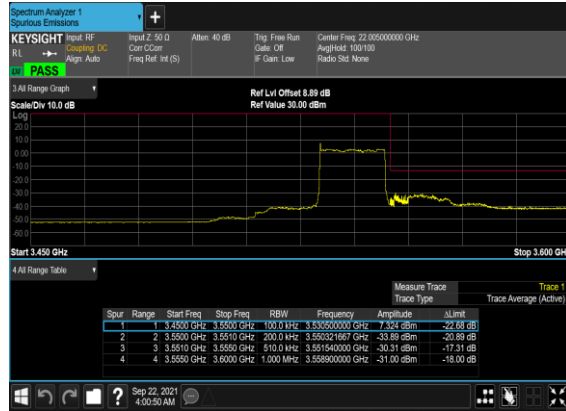 Spectrum Analyzer 1
Spurious Emissions
KEYSIGHT Input: RF Input Z: 50 Ω Atten: 40 dB Trig: Free Run Center Freq: 22.005000000 GHz
RL Coupling: DC Corr CCorr Gate: Off Avg|Hold: 100/100
Align: Auto Freq Ref: Int (S) IF Gain: Low Radio Std: None
PASS
3 All Range Graph
Ref Lvl Offset 8.89 dB
Scale/Div 10.0 dB Ref Value 30.00 dBm
Log
20.0
10.0
0.00
-10.0
-20.0
-30.0
-40.0
-50.0
-60.0
Start 3.450 GHz Stop 3.600 GH
4 All Range Table
Measure Trace Trace 1
Trace Type Trace Average (Active)
Spur Range Start Freq Stop Freq RBW Frequency Amplitude ΔLimit
1 1 3.4500 GHz 3.5500 GHz 100.0 kHz 3.530500000 GHz 7.324 dBm -22.68 dB
2 2 3.5500 GHz 3.5510 GHz 200.0 kHz 3.550321667 GHz -33.89 dBm -20.89 dB
3 3 3.5510 GHz 3.5550 GHz 510.0 kHz 3.551540000 GHz -30.31 dBm -17.31 dB
4 4 3.5550 GHz 3.6000 GHz 1.000 MHz 3.558900000 GHz -31.00 dBm -18.00 dB
? Sep 22, 2021
4:00:50 AM